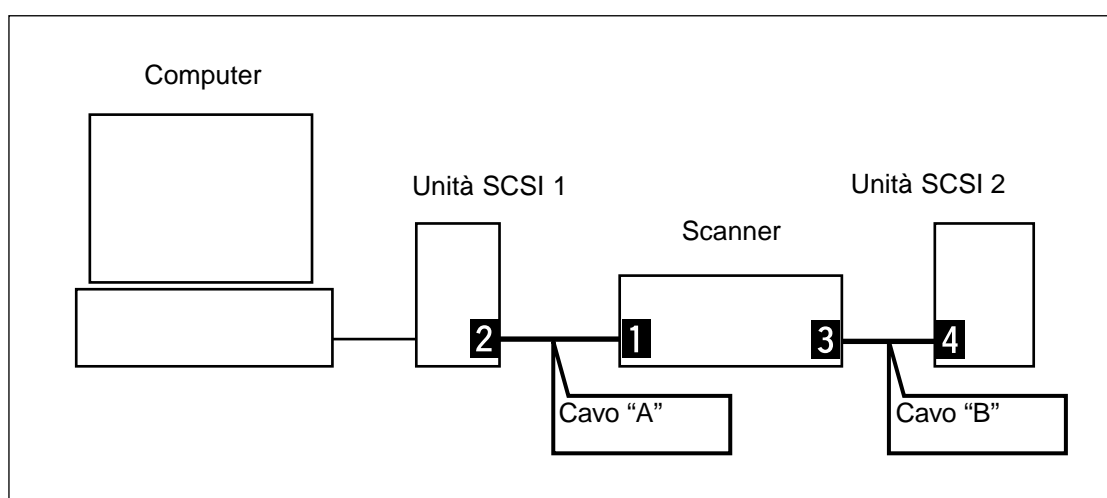 Computer
Unità SCSI 1
Unità SCSI 2
Scanner
2
1
3
4
Cavo “A”
Cavo “B”